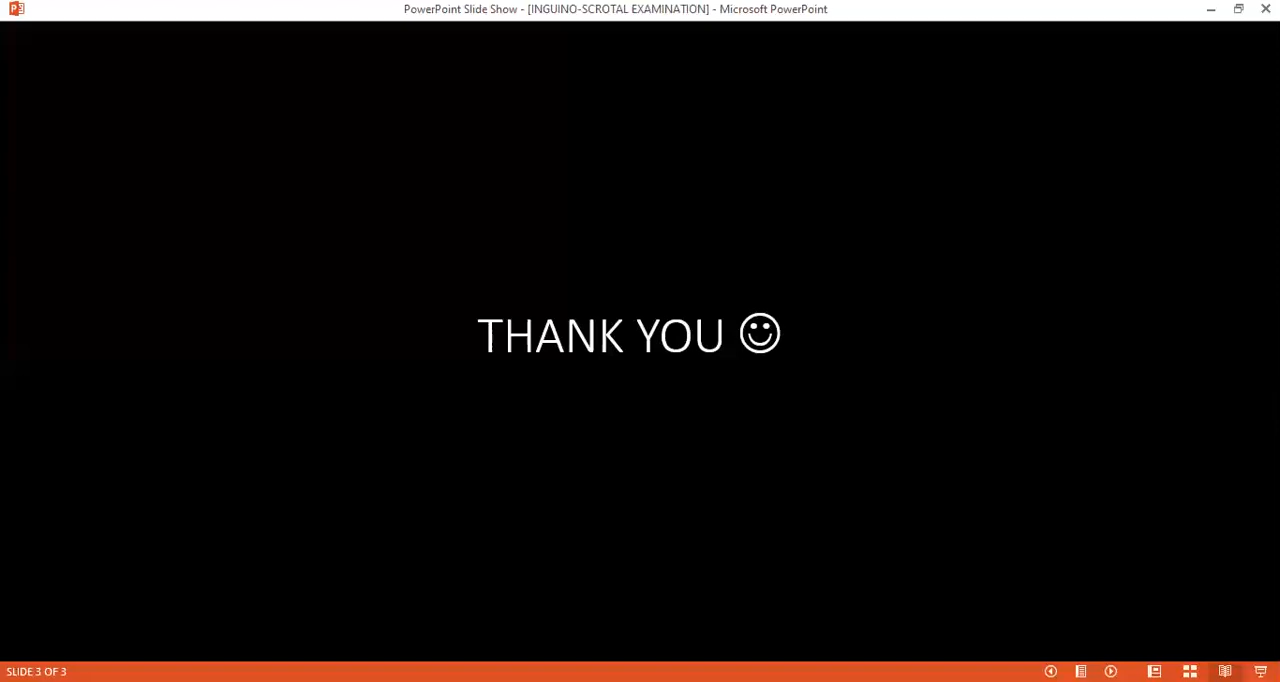 PowerPoint Slide Show - [INGUINO-SCROTAL EXAMINATION] - Microsoft PowerPoint
THANK YOU ☺
SLIDE 3 OF 3